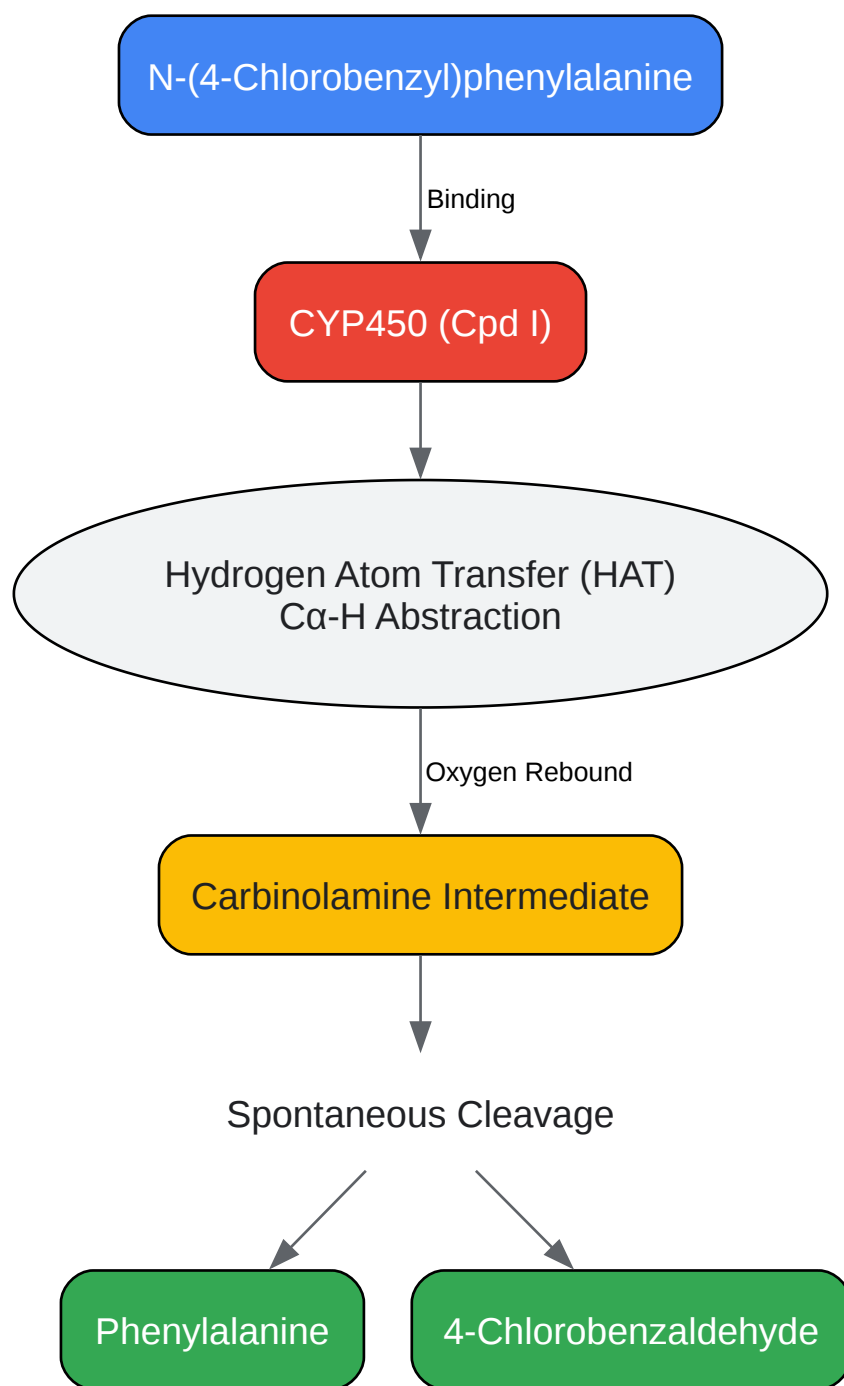 N-(4-Chlorobenzyl)phenylalanine
Binding
CYP450 (Cpd I)
Hydrogen Atom Transfer (HAT)
Cα-H Abstraction
Oxygen Rebound
Carbinolamine Intermediate
Spontaneous Cleavage
Phenylalanine
4-Chlorobenzaldehyde